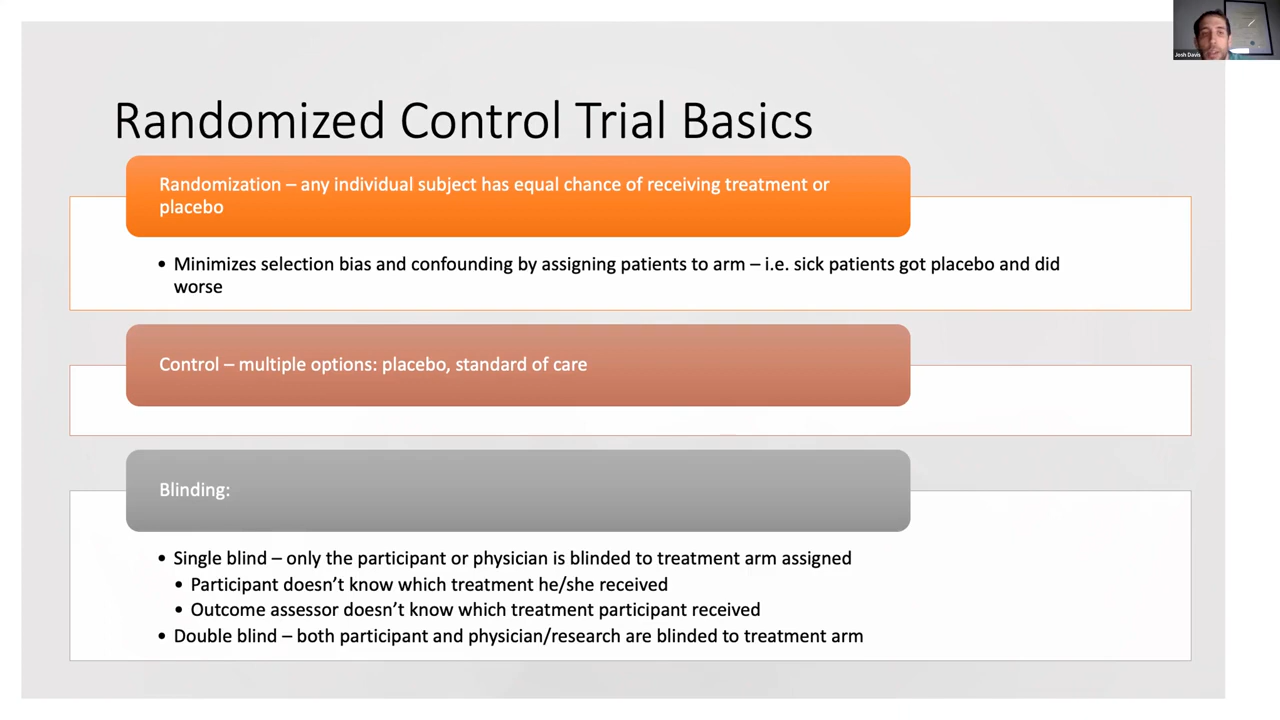 Josh Davis
Randomized Control Trial Basics
Randomization – any individual subject has equal chance of receiving treatment or
placebo
• Minimizes selection bias and confounding by assigning patients to arm – i.e. sick patients got placebo and did
worse
Control – multiple options: placebo, standard of care
Blinding:
• Single blind – only the participant or physician is blinded to treatment arm assigned
• Participant doesn’t know which treatment he/she received
• Outcome assessor doesn’t know which treatment participant received
• Double blind – both participant and physician/research are blinded to treatment arm